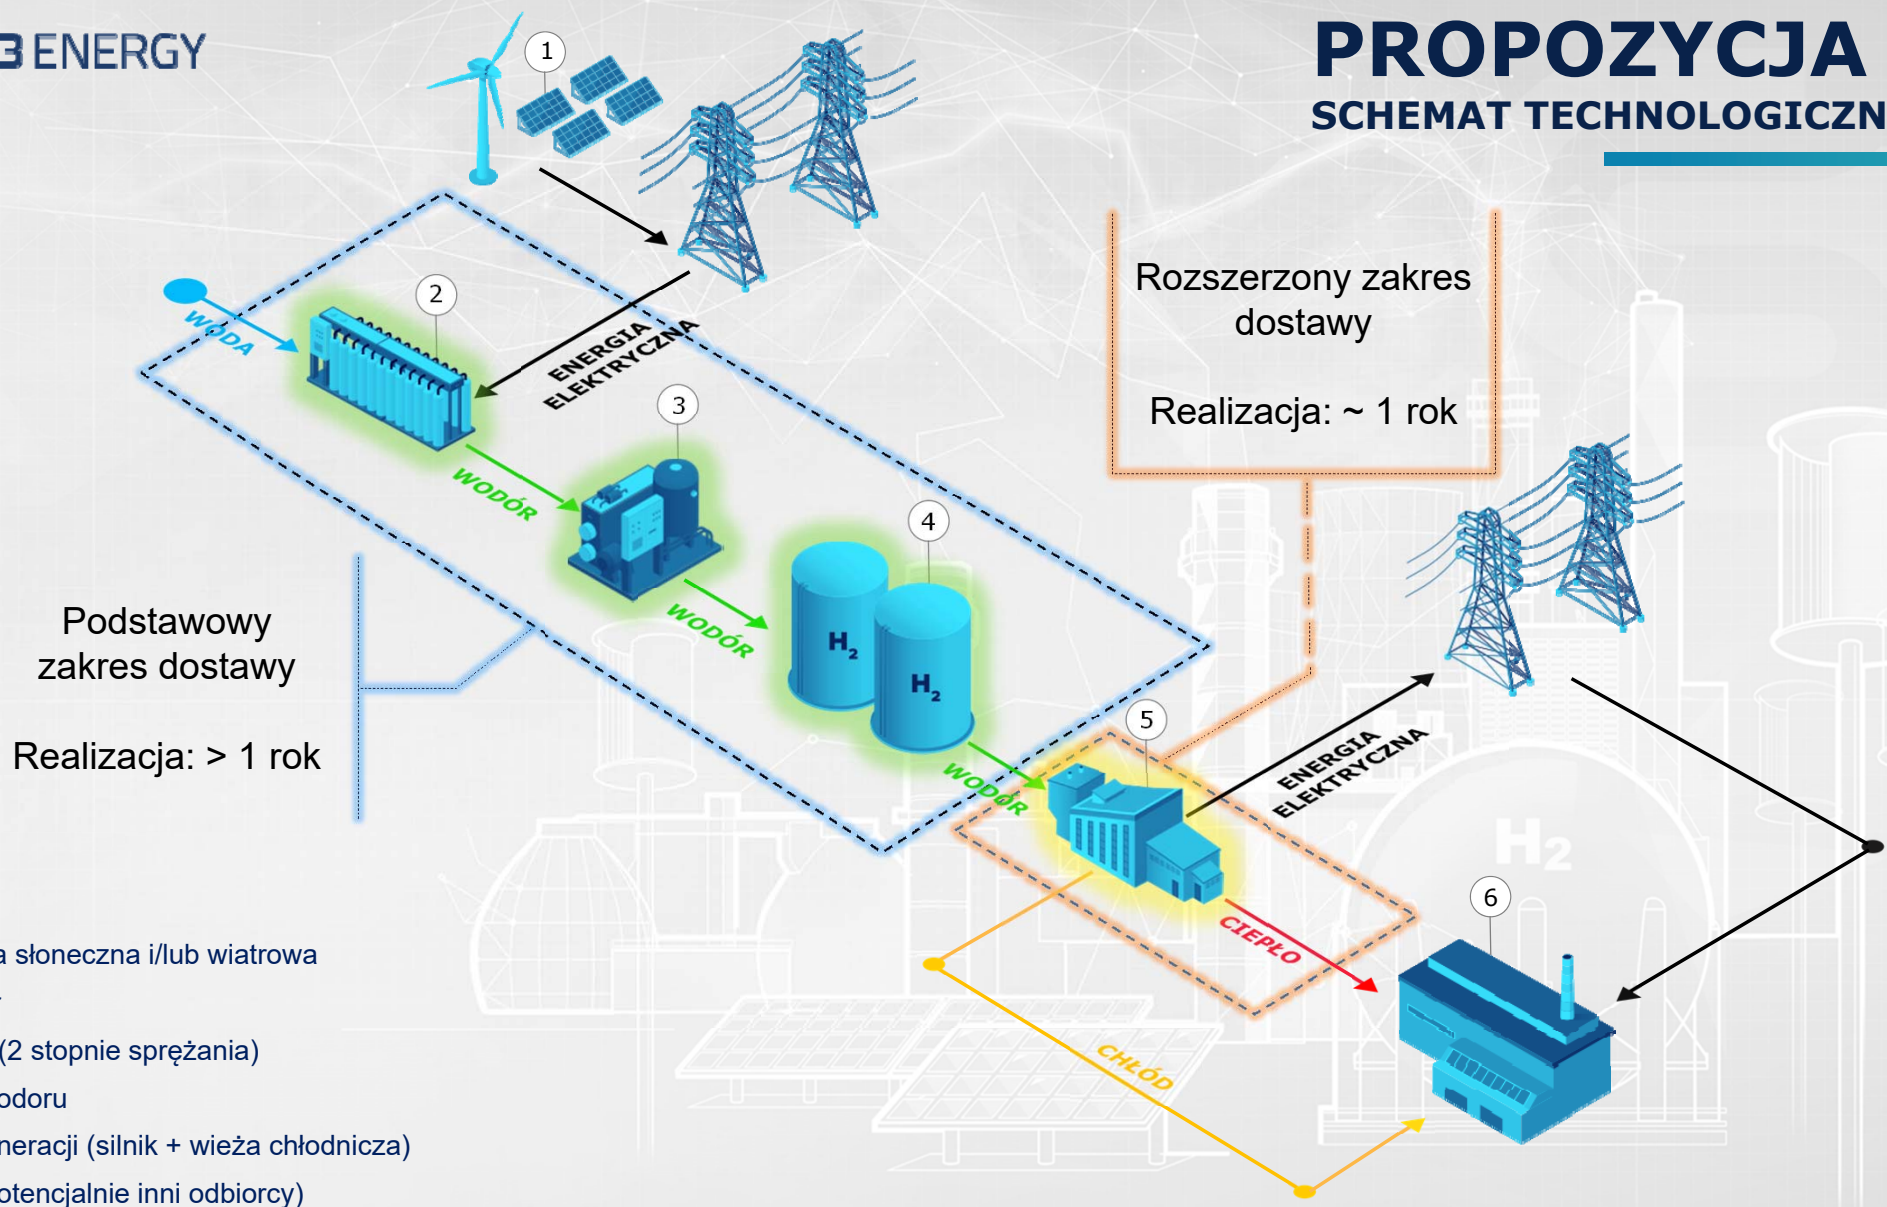 3 ENERGY
PROPOZYCJA
SCHEMAT TECHNOLOGICZN
1
2
WODA
ENERGIA
ELEKTRYCZNA
3
WODÓR
4
WODÓR
H₂
H₂
Rozszerzony zakres
dostawy
Realizacja: ~ 1 rok
Podstawowy
zakres dostawy
Realizacja: > 1 rok
5
WODÓR
ENERGIA
ELEKTRYCZNA
H₂
6
CIEPŁO
CHŁÓD
a słoneczna i/lub wiatrowa
(2 stopnie sprężania)
odoru
neracji (silnik + wieża chłodnicza)
otencjalnie inni odbiorcy)